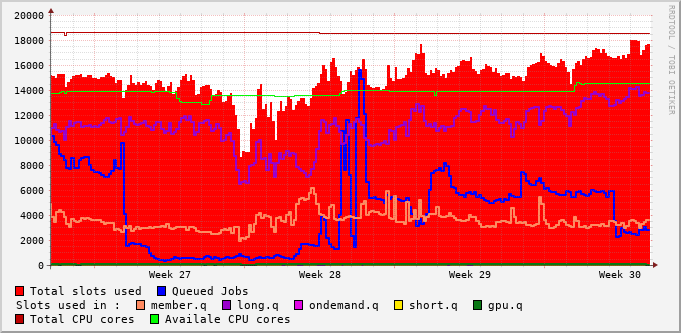 20000
18000
16000
14000
12000
10000
8000
6000
4000
2000
0
Week 27 Week 28 Week 29 Week 30
RRDTOOL / TOBI OETIKER
Total slots used Queued Jobs
Slots used in : member.q long.q ondemand.q short.q gpu.q
Total CPU cores Availale CPU cores